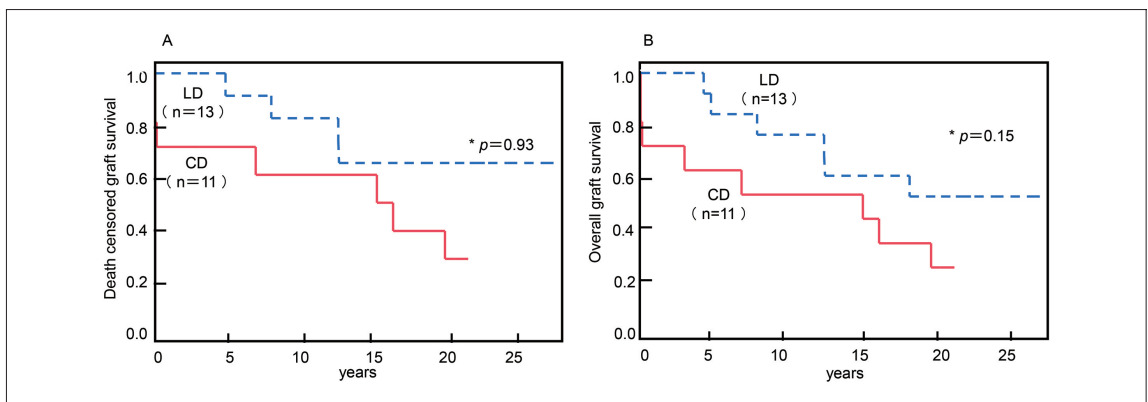 A
Death censored graft survival
1.0
0.8
0.6
0.4
0.2
0.0
LD
（ n＝13）
CD
（ n＝11）
* p＝0.93
0 5 10 15 20 25
years
B
Overall graft survival
1.0
0.8
0.6
0.4
0.2
0.0
LD
（ n=13）
CD
（ n=11）
* p＝0.15
0 5 10 15 20 25
years